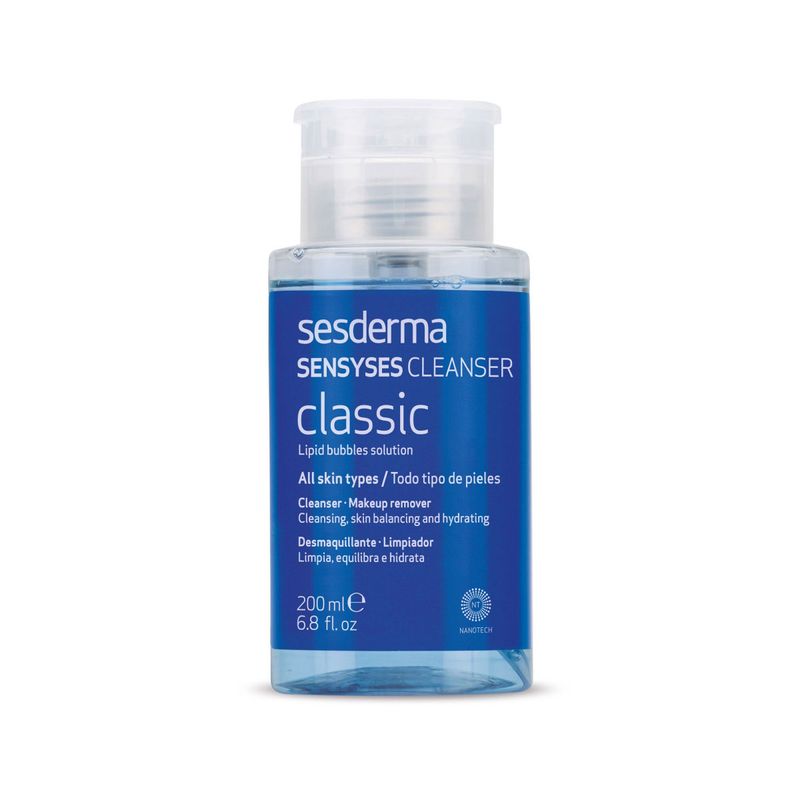 sesderma
SENSYSES CLEANSER
classic
Lipid bubbles solution
All skin types / Todo tipo de pieles
Cleanser · Makeup remover
Cleansing, skin balancing and hydrating
Desmaquillante · Limpiador
Limpia, equilibra e hidrata
200 ml e
6.8 fl. oz
NT
NANOTECH